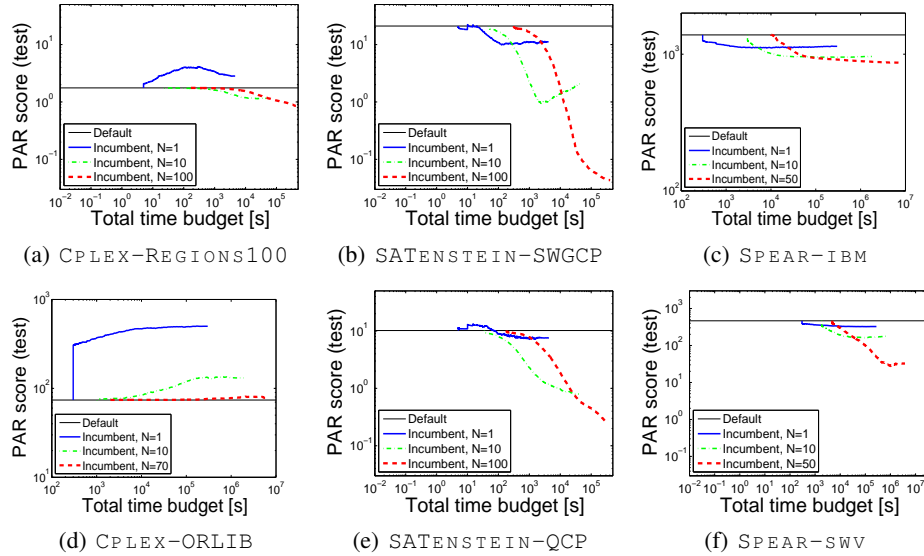 PAR score (test)
10^1
10^0
10^-1
Default
Incumbent, N=1
Incumbent, N=10
Incumbent, N=100
10^-2 10^-1 10^0 10^1 10^2 10^3 10^4 10^5
Total time budget [s]
(a) CPLEX-REGIONS100
PAR score (test)
10^1
10^0
10^-1
Default
Incumbent, N=1
Incumbent, N=10
Incumbent, N=100
10^-2 10^-1 10^0 10^1 10^2 10^3 10^4 10^5
Total time budget [s]
(b) SATENSTEIN-SWGCP
PAR score (test)
10^3
10^2
Default
Incumbent, N=1
Incumbent, N=10
Incumbent, N=50
10^2 10^3 10^4 10^5 10^6 10^7
Total time budget [s]
(c) SPEAR-IBM
PAR score (test)
10^3
10^2
10^1
Default
Incumbent, N=1
Incumbent, N=10
Incumbent, N=70
10^2 10^3 10^4 10^5 10^6 10^7
Total time budget [s]
(d) CPLEX-ORLIB
PAR score (test)
10^1
10^0
10^-1
Default
Incumbent, N=1
Incumbent, N=10
Incumbent, N=100
10^-2 10^-1 10^0 10^1 10^2 10^3 10^4 10^5
Total time budget [s]
(e) SATENSTEIN-QCP
PAR score (test)
10^3
10^2
10^1
10^0
10^-1
Default
Incumbent, N=1
Incumbent, N=10
Incumbent, N=50
10^-2 10^-1 10^0 10^1 10^2 10^3 10^4 10^5 10^6 10^7
Total time budget [s]
(f) SPEAR-SWV